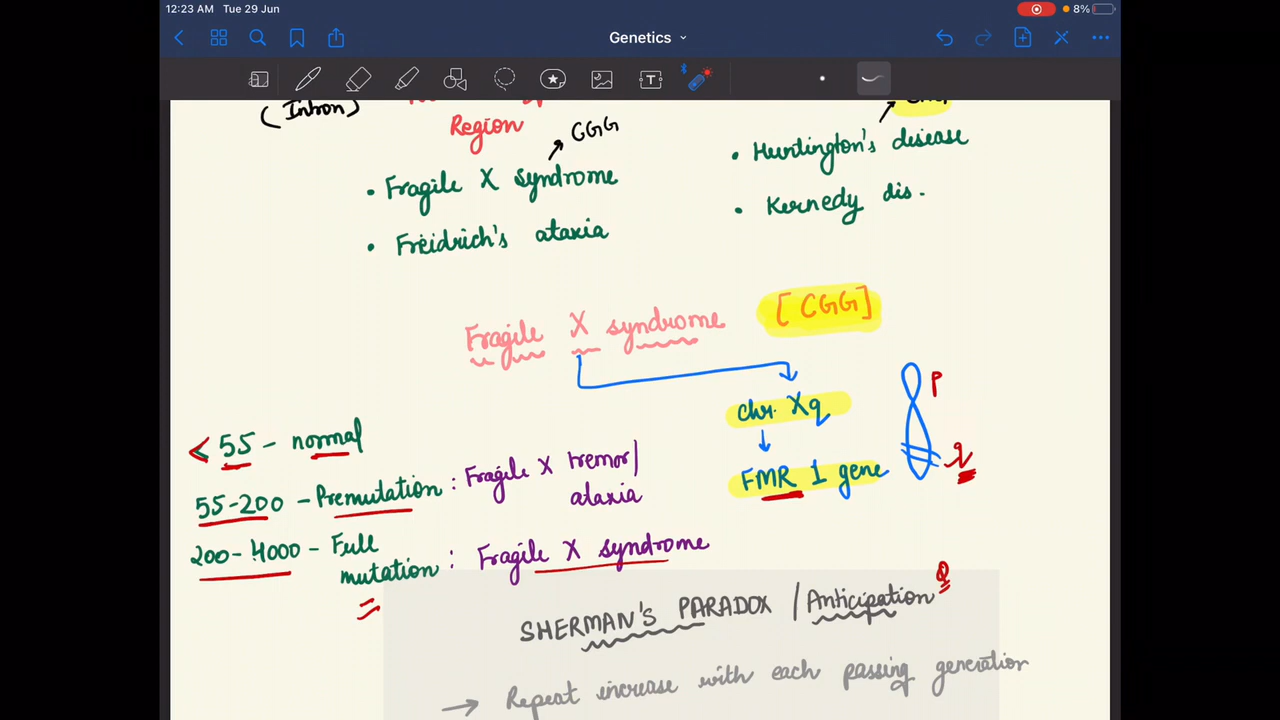 12:23 AM Tue 29 Jun
8%
Genetics
(Intron)
Region
CGG
• Fragile X syndrome
• Freidrich's ataxia
• Huntington's disease
• Kernedy dis.
Fragile X syndrome [CGG]
chr. Xq
FMR 1 gene
p
q
< 55 - normal
55-200 - Premutation : Fragile X tremor/
ataxia
200-4000 - Full
mutation : Fragile X syndrome
SHERMAN'S PARADOX / Anticipation
→ Repeat increase with each passing generation